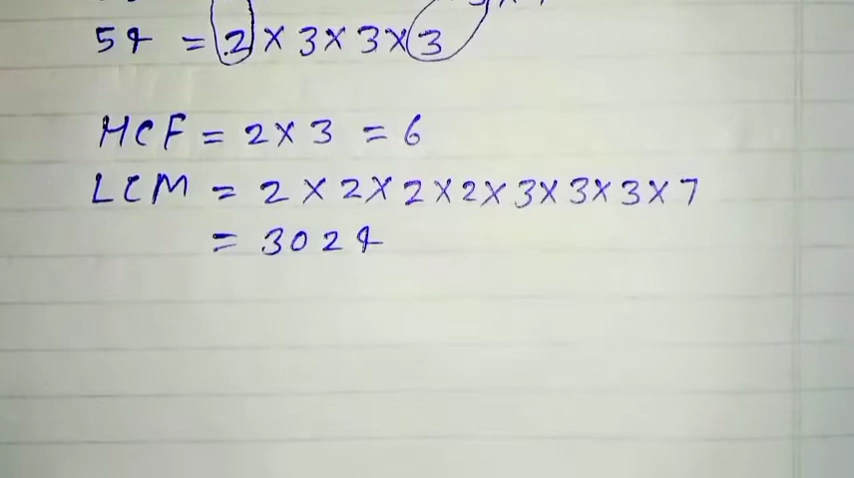 54 = 2 × 3 × 3 × 3
HCF = 2 × 3 = 6
LCM = 2 × 2 × 2 × 2 × 3 × 3 × 3 × 7
= 3024